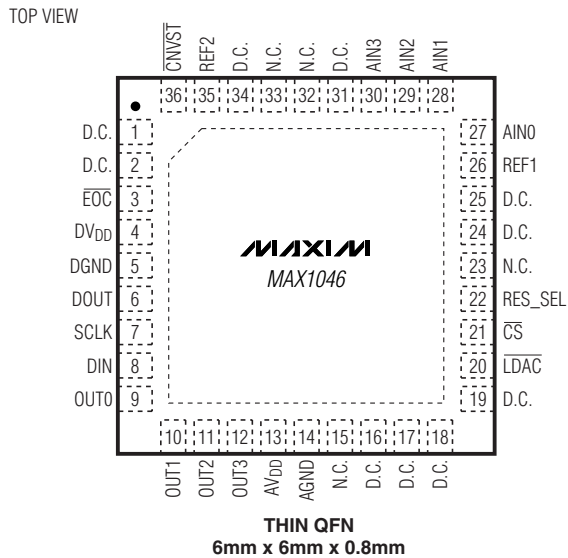 TOP VIEW
CNVST
REF2
D.C.
N.C.
N.C.
D.C.
AIN3
AIN2
AIN1
36 35 34 33 32 31 30 29 28
D.C. 1
D.C. 2
EOC 3
DVDD 4
DGND 5
DOUT 6
SCLK 7
DIN 8
OUT0 9
27 AIN0
26 REF1
25 D.C.
24 D.C.
23 N.C.
22 RES_SEL
21 CS
20 LDAC
19 D.C.
MAXIM
MAX1046
10 11 12 13 14 15 16 17 18
OUT1
OUT2
OUT3
AVDD
AGND
N.C.
D.C.
D.C.
D.C.
THIN QFN
6mm x 6mm x 0.8mm